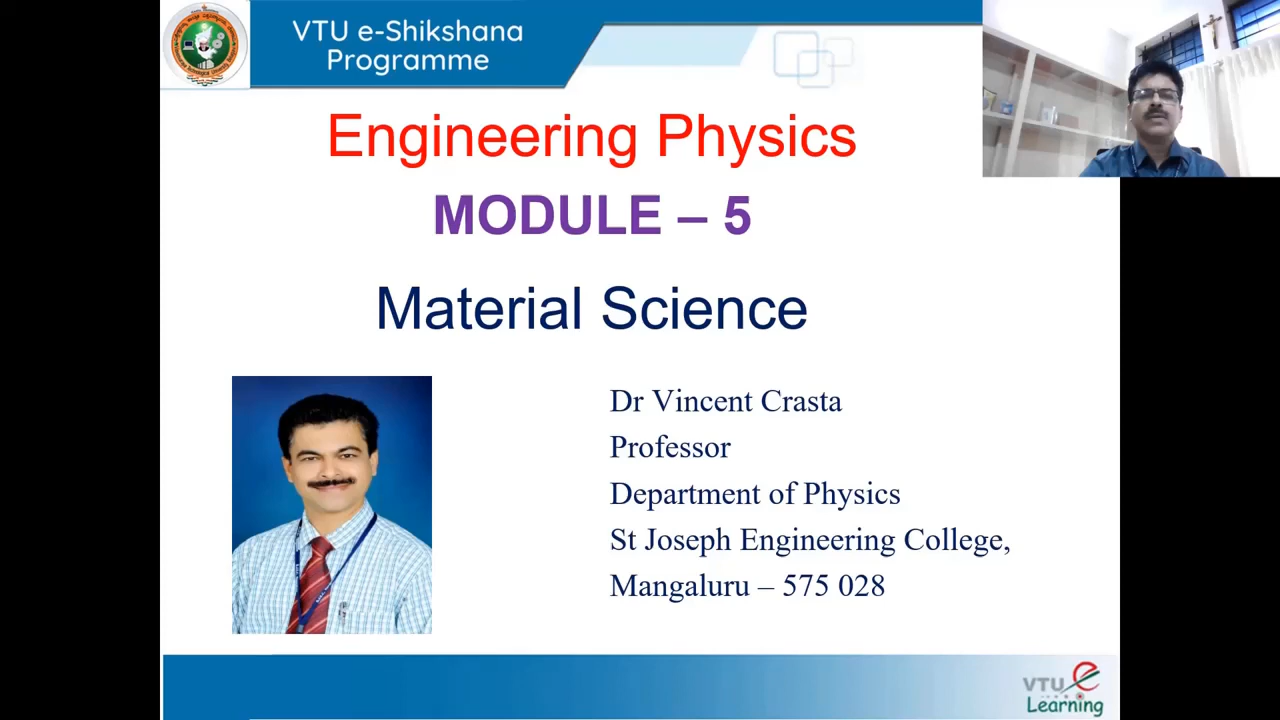 VTU e-Shikshana
Programme
Engineering Physics
MODULE – 5
Material Science
Dr Vincent Crasta
Professor
Department of Physics
St Joseph Engineering College,
Mangaluru – 575 028
VTU e
Learning